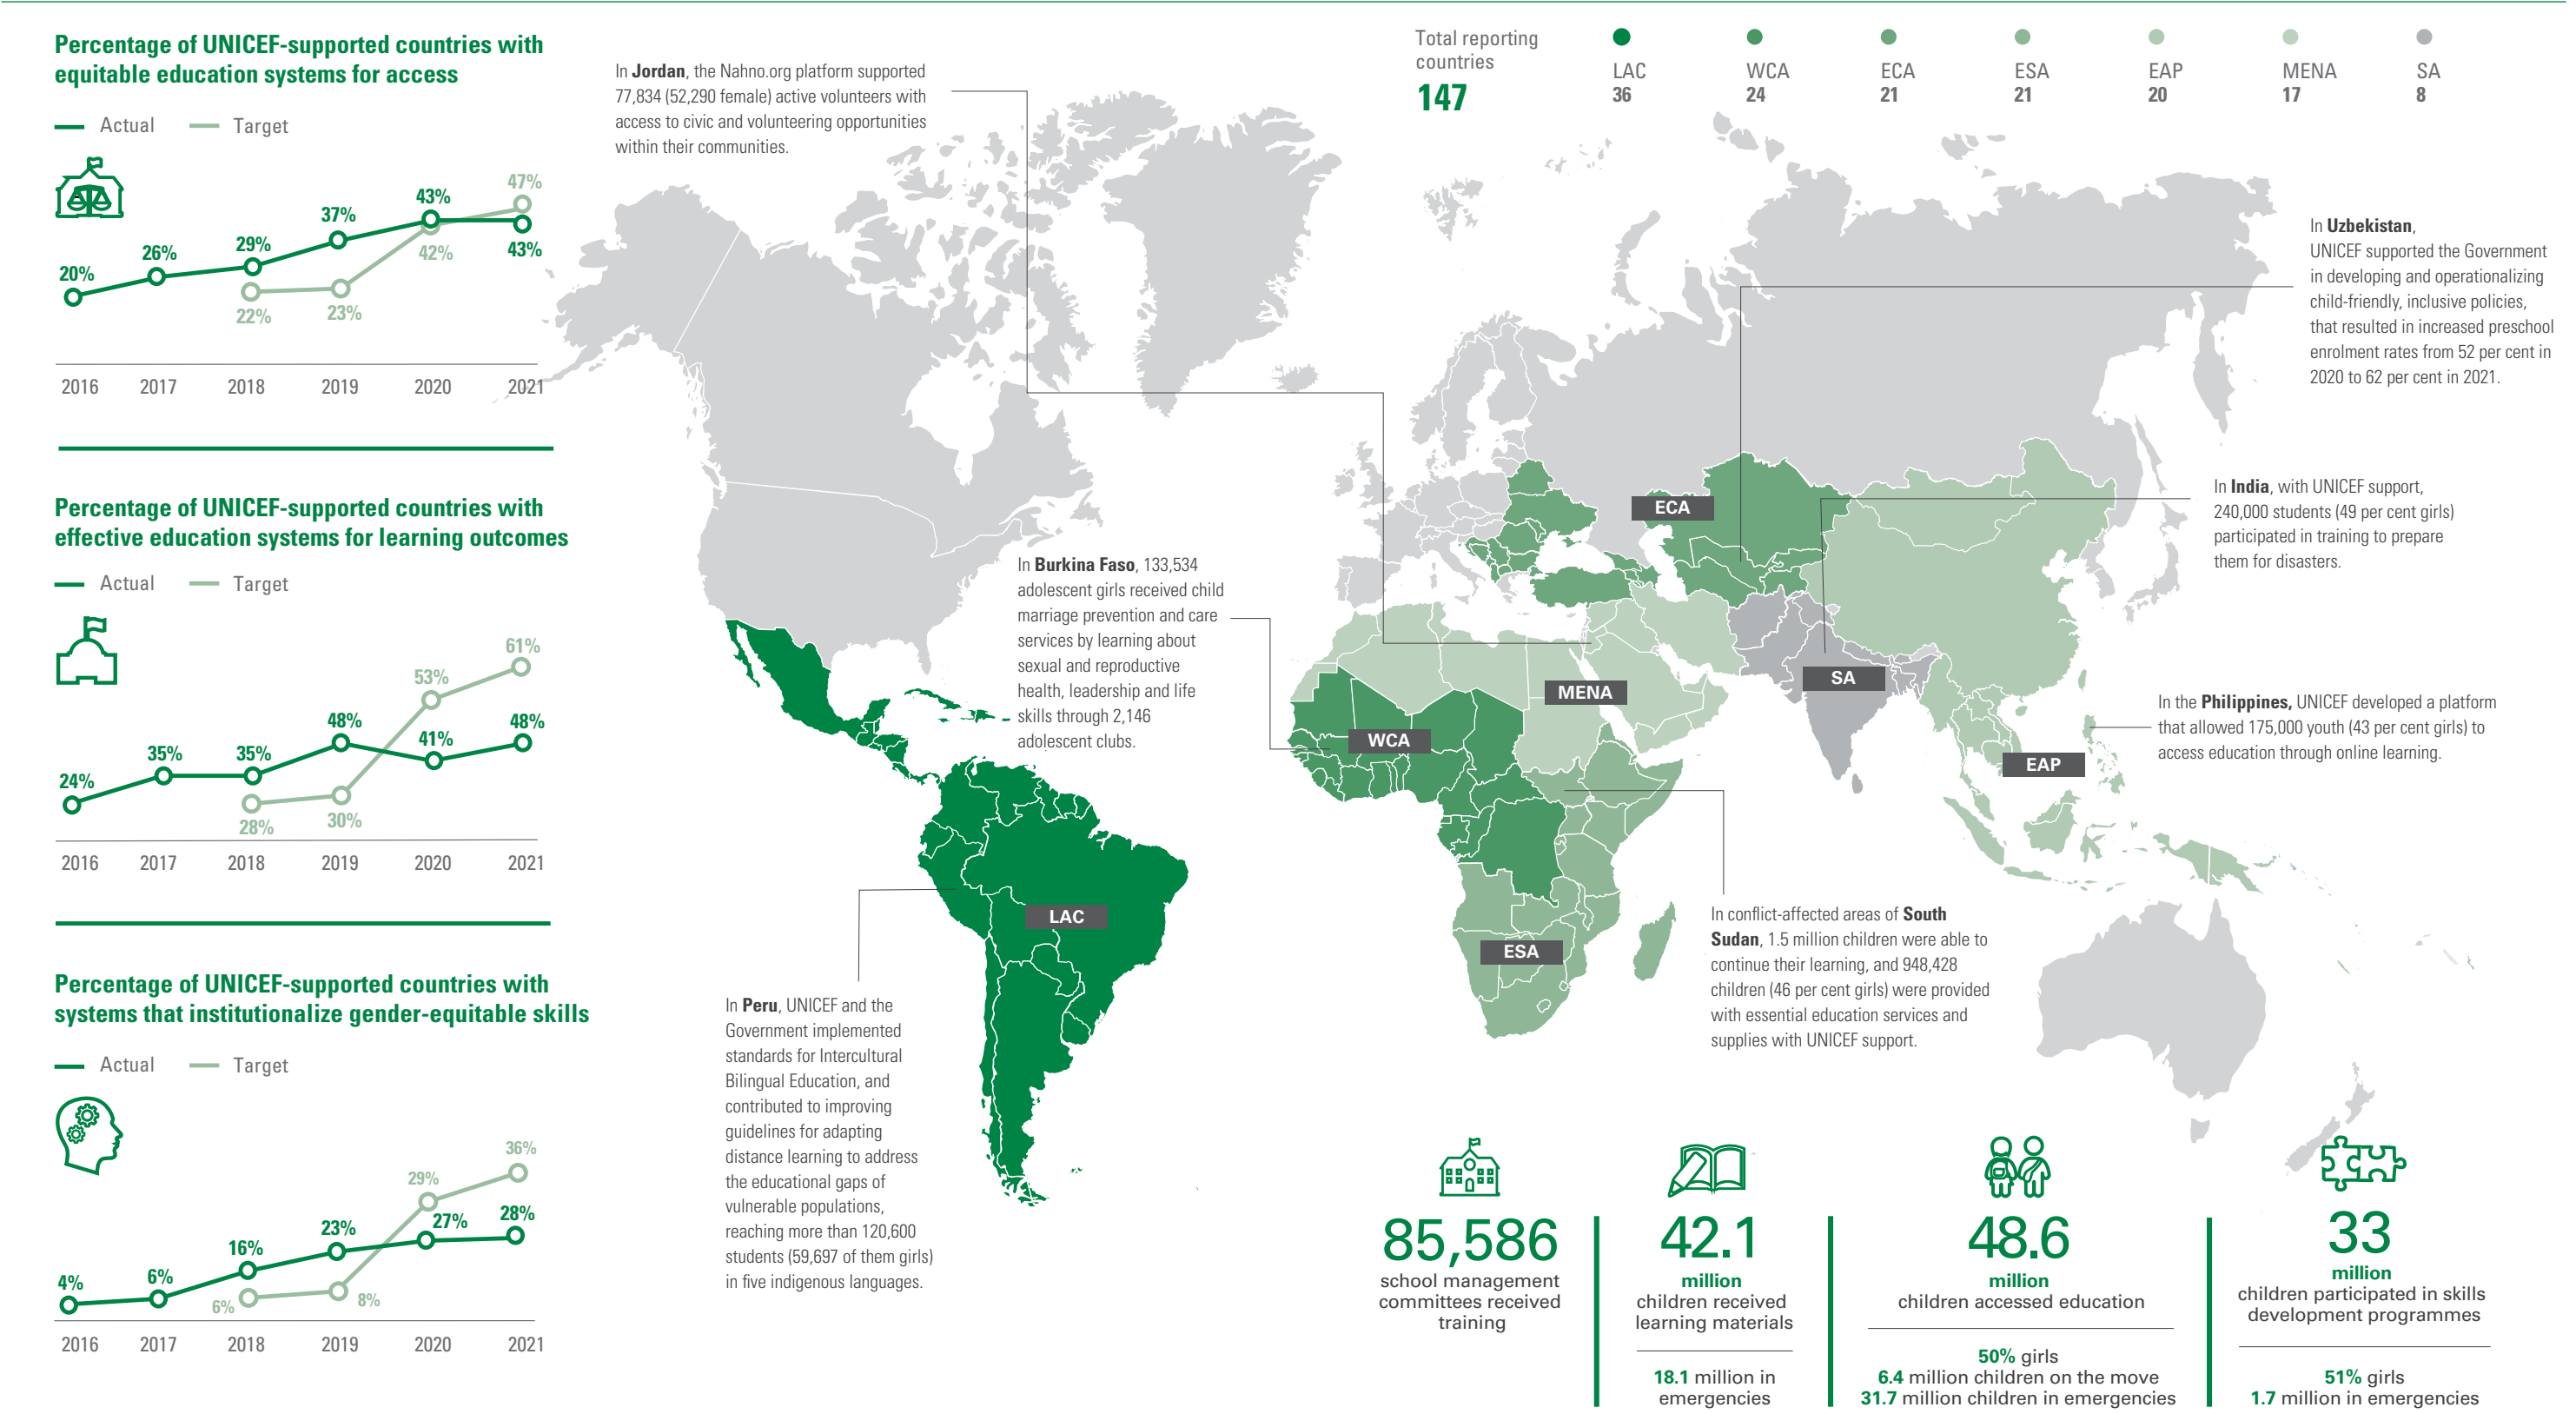 Percentage of UNICEF-supported countries with
equitable education systems for access
Actual
Target
20%
26%
29%
37%
43%
47%
22%
23%
42%
43%
2016
2017
2018
2019
2020
2021
Percentage of UNICEF-supported countries with
effective education systems for learning outcomes
Actual
Target
24%
35%
35%
48%
53%
61%
41%
48%
28%
30%
2016
2017
2018
2019
2020
2021
Percentage of UNICEF-supported countries with
systems that institutionalize gender-equitable skills
Actual
Target
4%
6%
16%
23%
29%
36%
27%
28%
6%
8%
2016
2017
2018
2019
2020
2021
In Jordan, the Nahno.org platform supported
77,834 (52,290 female) active volunteers with
access to civic and volunteering opportunities
within their communities.
Total reporting
countries
147
LAC
36
WCA
24
ECA
21
ESA
21
EAP
20
MENA
17
SA
8
In Uzbekistan,
UNICEF supported the Government
in developing and operationalizing
child-friendly, inclusive policies,
that resulted in increased preschool
enrolment rates from 52 per cent in
2020 to 62 per cent in 2021.
In India, with UNICEF support,
240,000 students (49 per cent girls)
participated in training to prepare
them for disasters.
In Burkina Faso, 133,534
adolescent girls received child
marriage prevention and care
services by learning about
sexual and reproductive
health, leadership and life
skills through 2,146
adolescent clubs.
In the Philippines, UNICEF developed a platform
that allowed 175,000 youth (43 per cent girls) to
access education through online learning.
ECA
SA
MENA
WCA
EAP
LAC
ESA
In conflict-affected areas of South
Sudan, 1.5 million children were able to
continue their learning, and 948,428
children (46 per cent girls) were provided
with essential education services and
supplies with UNICEF support.
In Peru, UNICEF and the
Government implemented
standards for Intercultural
Bilingual Education, and
contributed to improving
guidelines for adapting
distance learning to address
the educational gaps of
vulnerable populations,
reaching more than 120,600
students (59,697 of them girls)
in five indigenous languages.
85,586
school management
committees received
training
42.1
million
children received
learning materials
18.1 million in
emergencies
48.6
million
children accessed education
50% girls
6.4 million children on the move
31.7 million children in emergencies
33
million
children participated in skills
development programmes
51% girls
1.7 million in emergencies